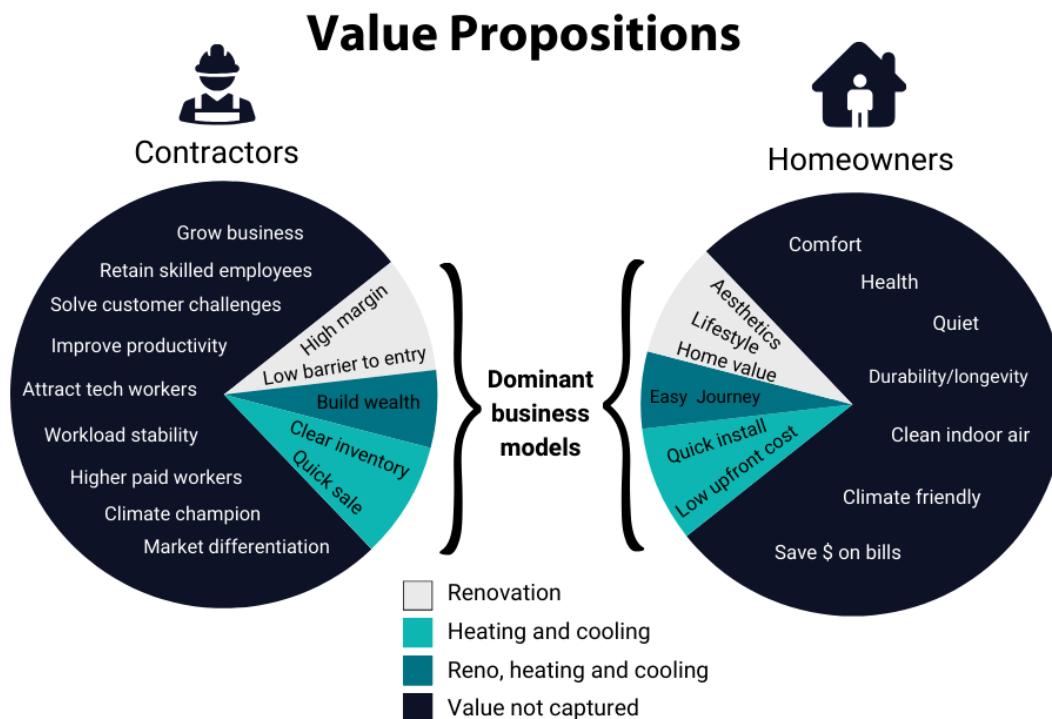 Value Propositions
Contractors
Homeowners
Grow business
Retain skilled employees
Solve customer challenges
Improve productivity
Attract tech workers
Workload stability
Higher paid workers
Climate champion
Market differentiation
High margin
Low barrier to entry
Build wealth
Clear inventory
Quick sale
Dominant
business
models
Aesthetics
Lifestyle
Home value
Easy Journey
Quick install
Low upfront cost
Comfort
Health
Quiet
Durability/longevity
Clean indoor air
Climate friendly
Save $ on bills
Renovation
Heating and cooling
Reno, heating and cooling
Value not captured